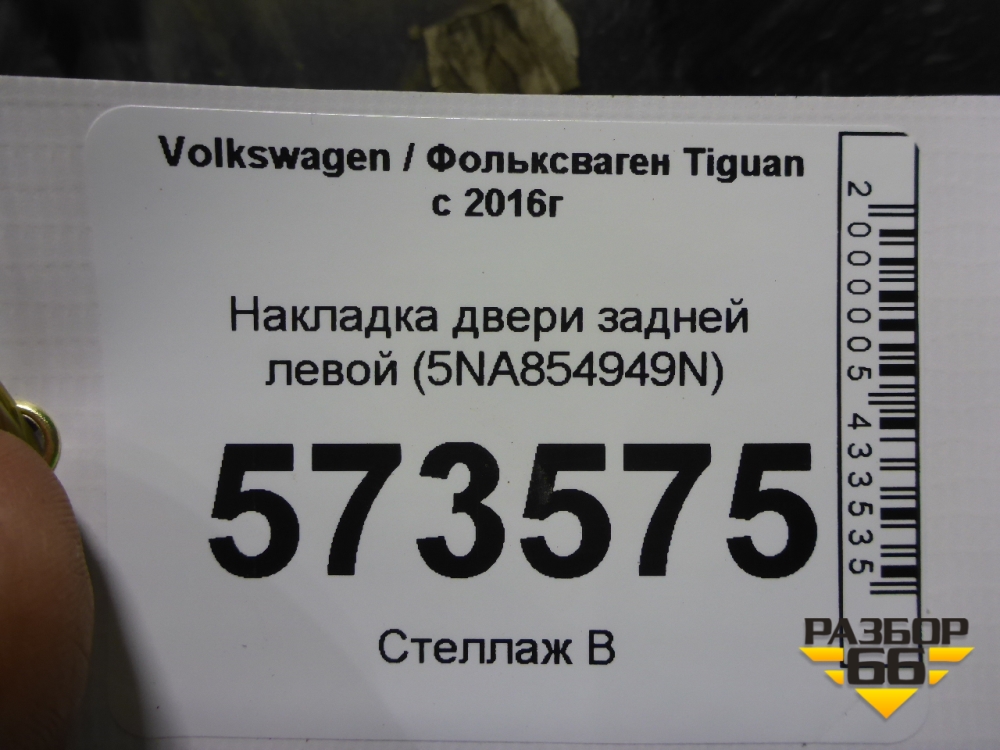 Volkswagen / Фольксваген Tiguan
с 2016г
Накладка двери задней
левой (5NA854949N)
573575
Стеллаж В
2000005433535
РАЗБОР
66